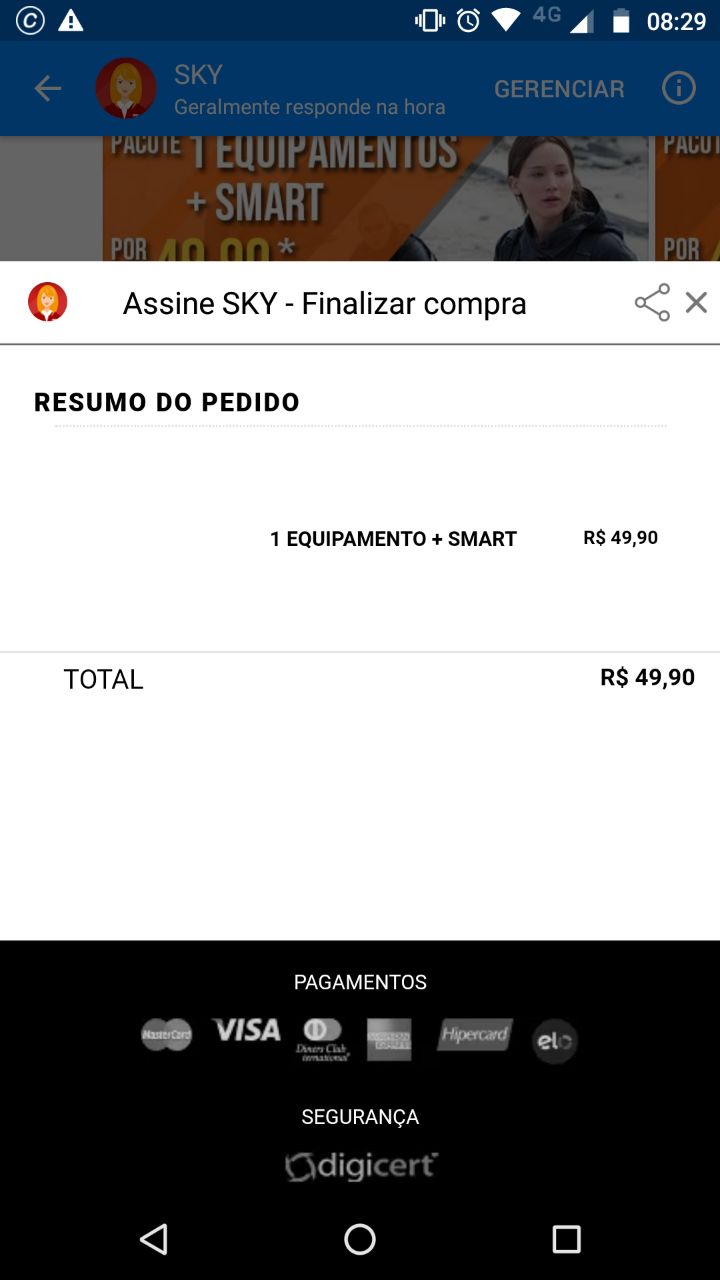 4G 08:29
SKY
Geralmente responde na hora
GERENCIAR
PACOTE 1 EQUIPAMENTOS
+ SMART
POR 49,90*
PACOT
POR
Assine SKY - Finalizar compra
RESUMO DO PEDIDO
1 EQUIPAMENTO + SMART R$ 49,90
TOTAL R$ 49,90
PAGAMENTOS
MasterCard VISA Diners Club International Hipercard elo
SEGURANÇA
digicert